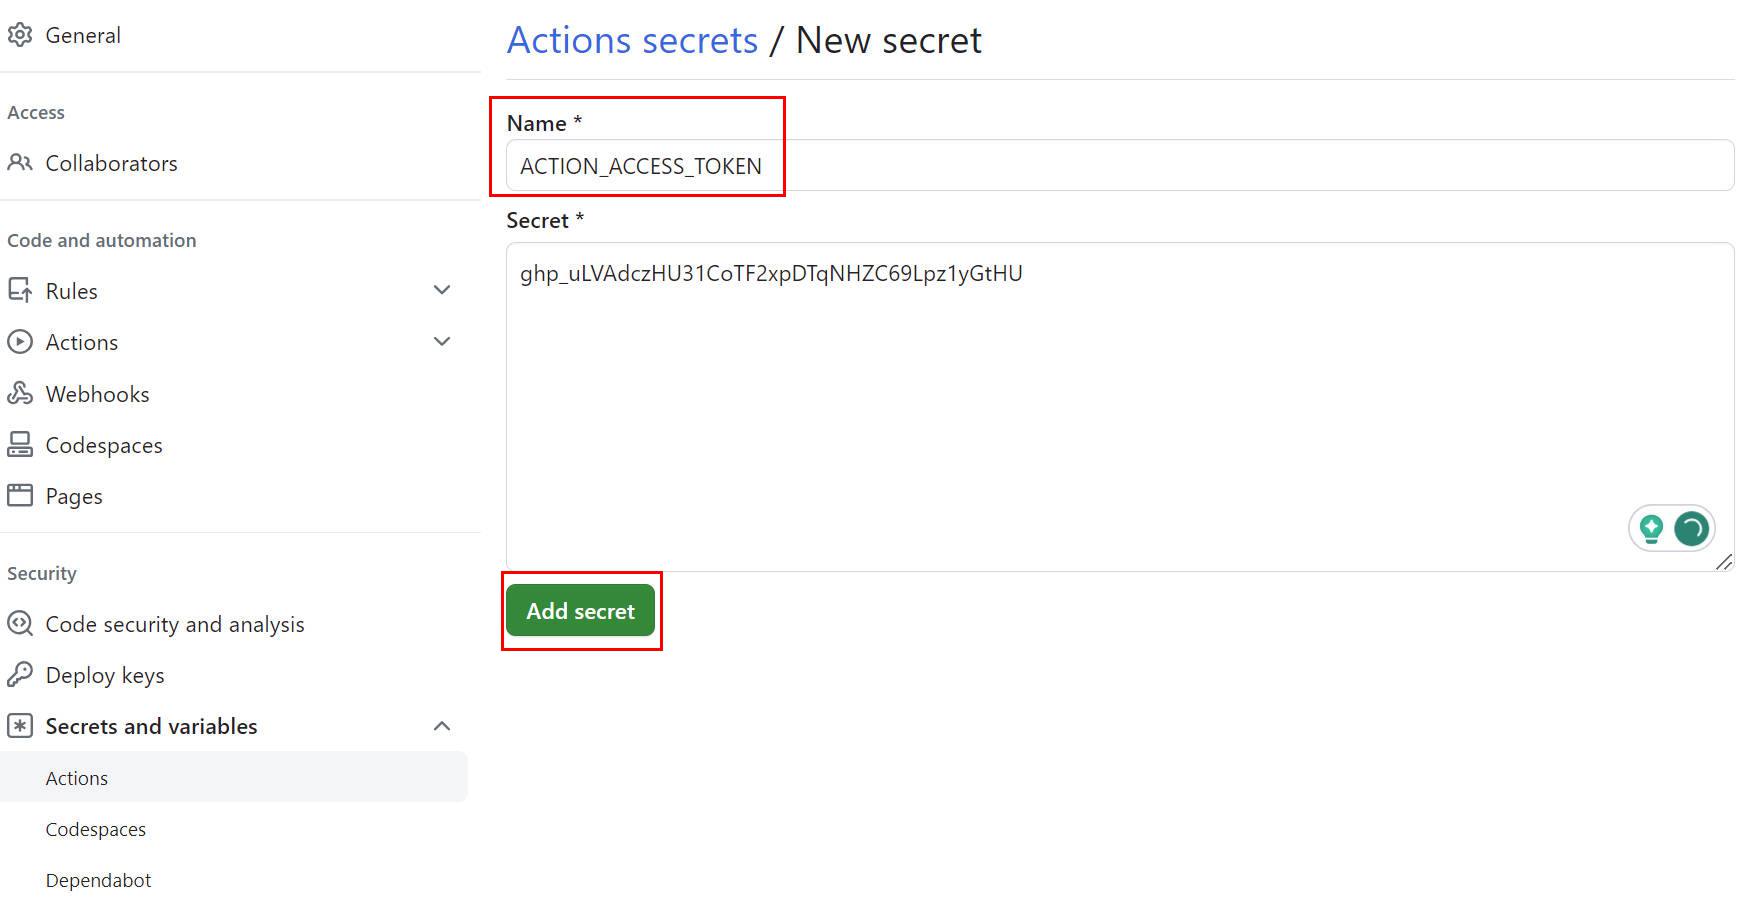 General
Access
Collaborators
Code and automation
Rules
Actions
Webhooks
Codespaces
Pages
Security
Code security and analysis
Deploy keys
Secrets and variables
Actions
Codespaces
Dependabot
Actions secrets / New secret
Name *
ACTION_ACCESS_TOKEN
Secret *
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
Add secret